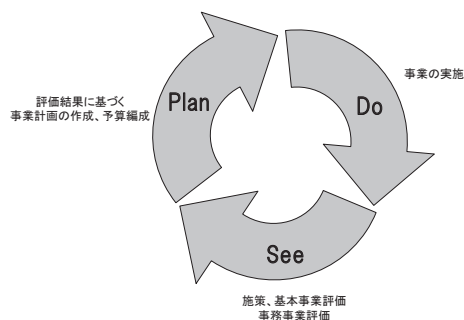 事業の実施
評価結果に基づく
事業計画の作成、予算編成
Plan
Do
See
施策、基本事業評価
事務事業評価